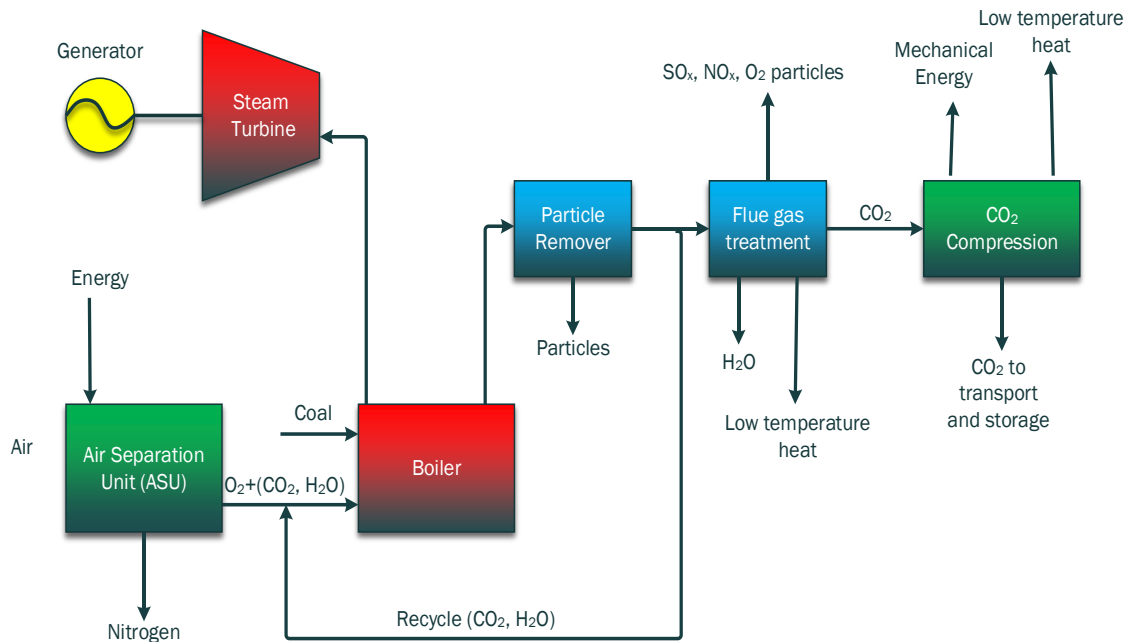 Generator
Steam
Turbine
SOₓ, NOₓ, O₂ particles
Mechanical
Energy
Low temperature
heat
Particle
Remover
Flue gas
treatment
CO₂
CO₂
Compression
Energy
Particles
H₂O
CO₂ to
transport
and storage
Low temperature
heat
Air
Air Separation
Unit (ASU)
Coal
O₂+(CO₂, H₂O)
Boiler
Recycle (CO₂, H₂O)
Nitrogen